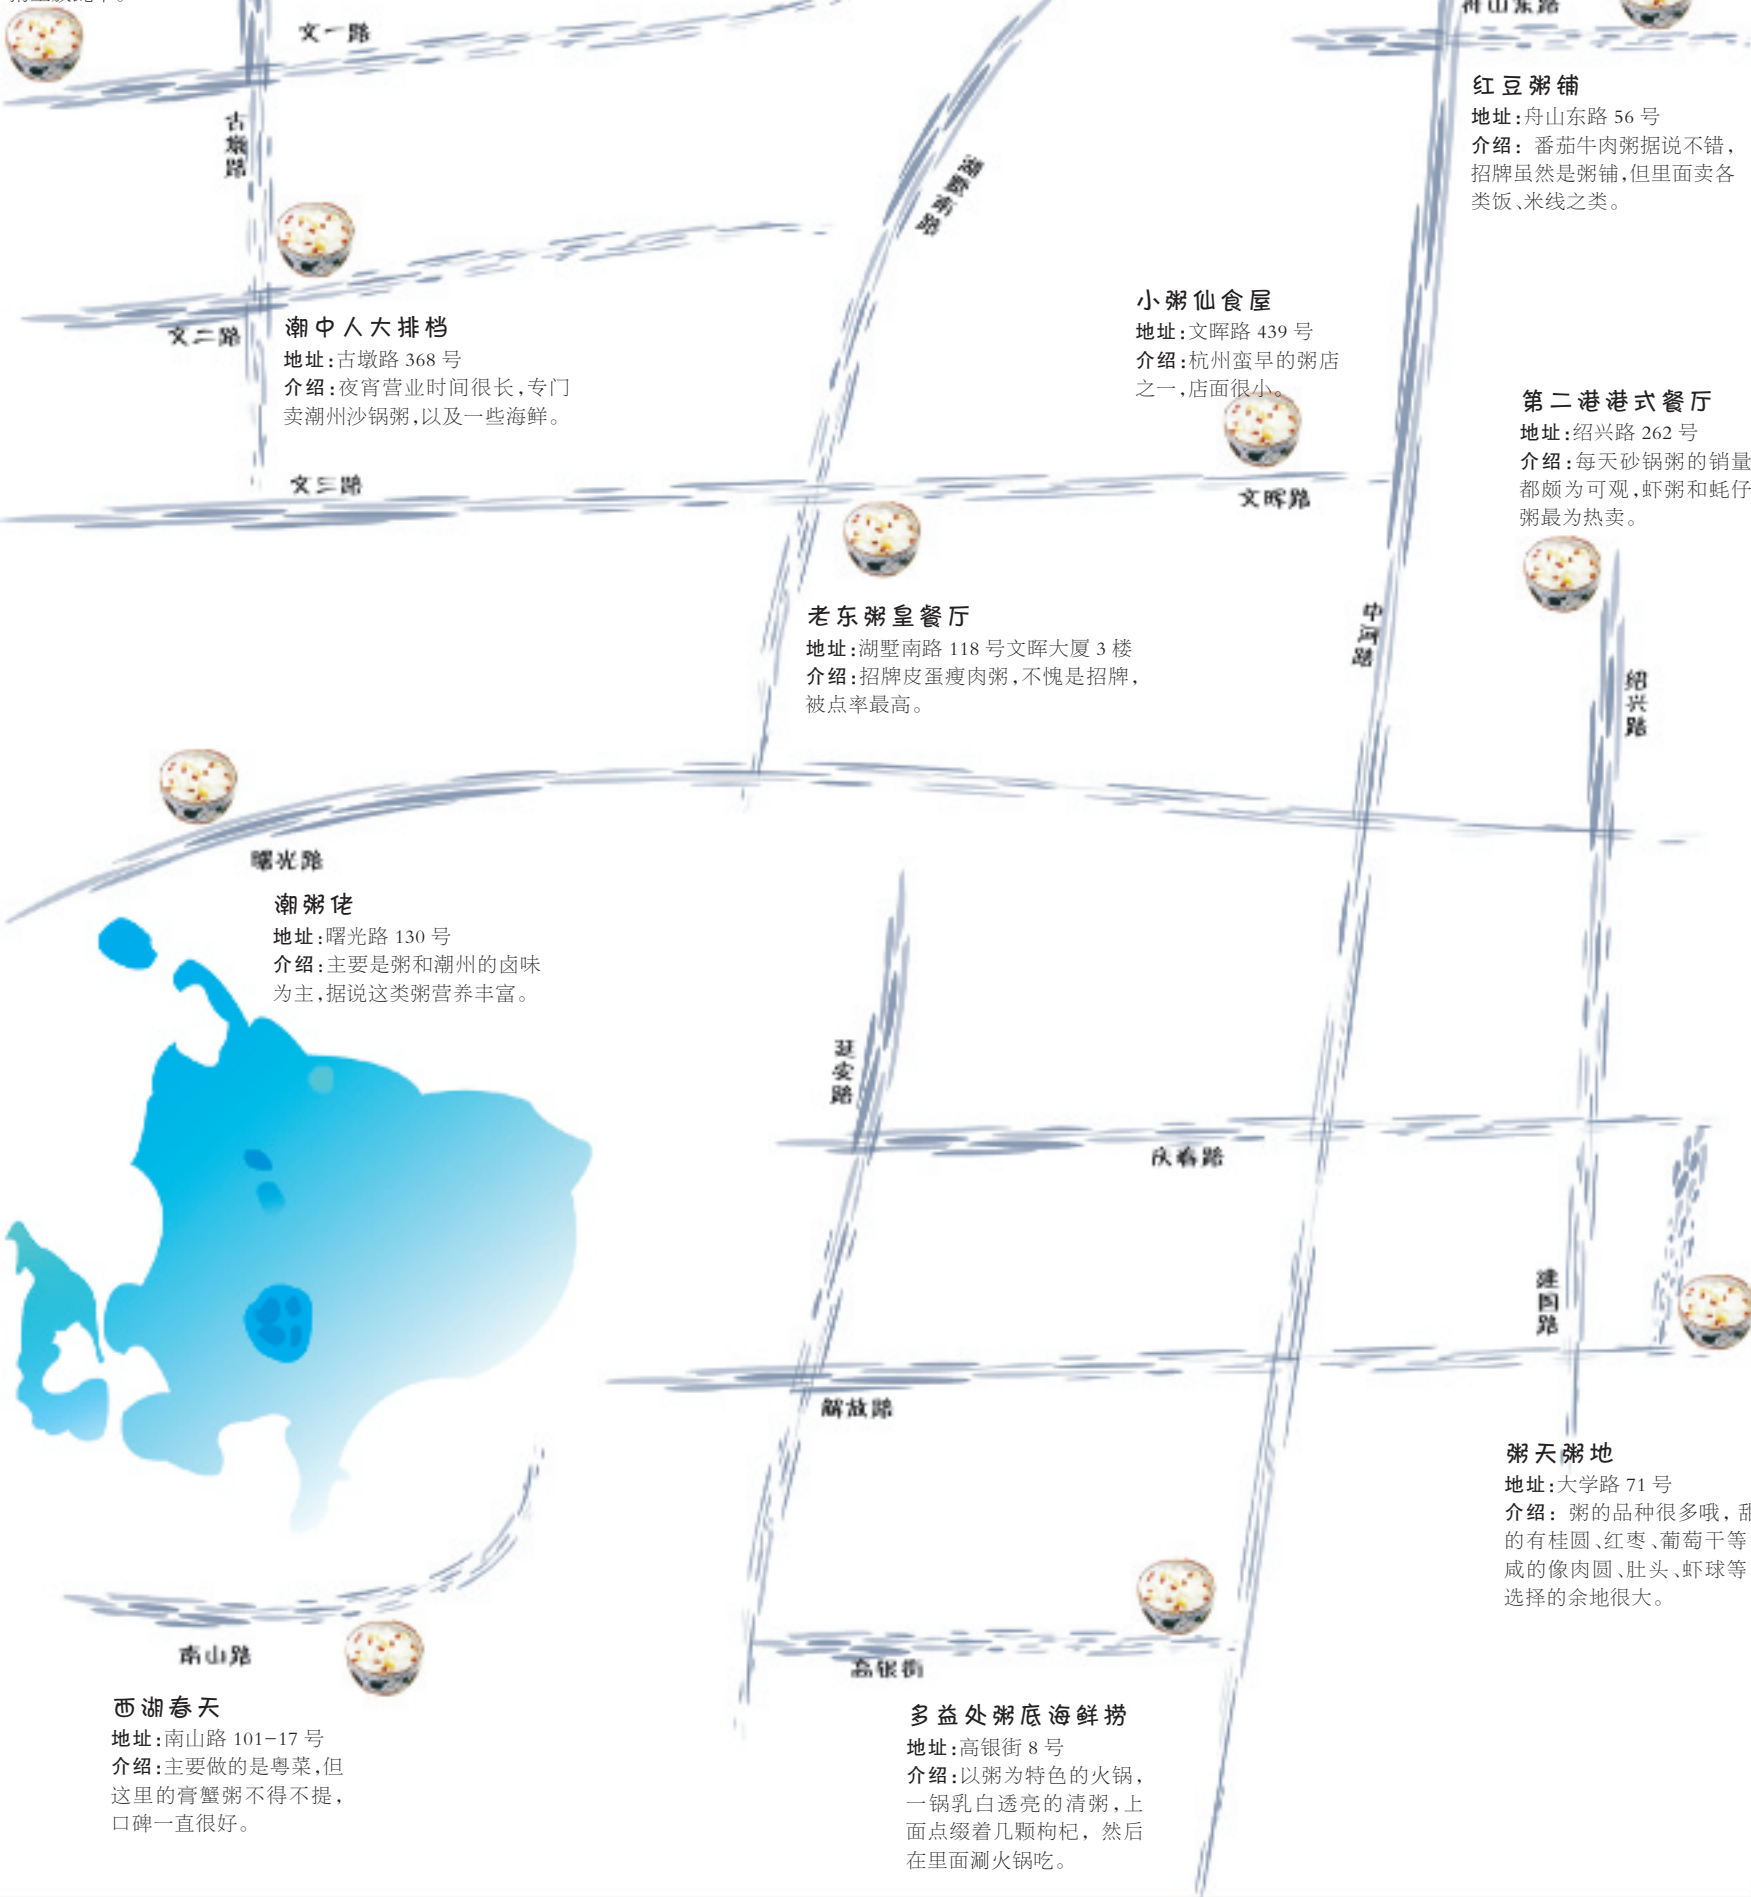 文一路
舟山东路
古墩路
红豆粥铺
地址:舟山东路 56 号
介绍: 番茄牛肉粥据说不错,
招牌虽然是粥铺,但里面卖各
类饭、米线之类。
湖墅南路
文二路
潮中人大排档
地址:古墩路 368 号
介绍:夜宵营业时间很长,专门
卖潮州沙锅粥,以及一些海鲜。
小粥仙食屋
地址:文晖路 439 号
介绍:杭州蛮早的粥店
之一,店面很小。
第二港港式餐厅
地址:绍兴路 262 号
介绍:每天砂锅粥的销量
都颇为可观,虾粥和蚝仔
粥最为热卖。
文三路
文晖路
老东粥皇餐厅
地址:湖墅南路 118 号文晖大厦 3 楼
介绍:招牌皮蛋瘦肉粥,不愧是招牌,
被点率最高。
中河路
绍兴路
曙光路
潮粥佬
地址:曙光路 130 号
介绍:主要是粥和潮州的卤味
为主,据说这类粥营养丰富。
延安路
庆春路
建国路
解放路
粥天粥地
地址:大学路 71 号
介绍: 粥的品种很多哦, 甜
的有桂圆、红枣、葡萄干等
咸的像肉圆、肚头、虾球等
选择的余地很大。
南山路
西湖春天
地址:南山路 101-17 号
介绍:主要做的是粤菜,但
这里的膏蟹粥不得不提,
口碑一直很好。
高银街
多益处粥底海鲜捞
地址:高银街 8 号
介绍:以粥为特色的火锅,
一锅乳白透亮的清粥,上
面点缀着几颗枸杞, 然后
在里面涮火锅吃。